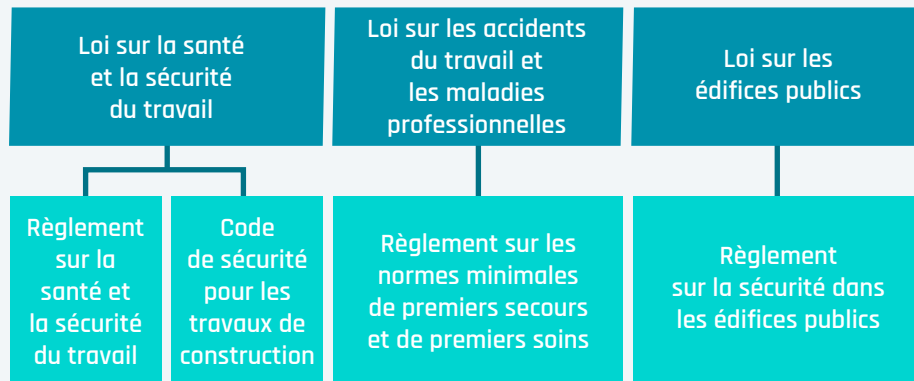 Loi sur la santé
et la sécurité
du travail
Loi sur les accidents
du travail et
les maladies
professionnelles
Loi sur les
édifices publics
Règlement
sur la
santé et
la sécurité
du travail
Code
de sécurité
pour les
travaux de
construction
Règlement sur les
normes minimales
de premiers secours
et de premiers soins
Règlement
sur la sécurité dans
les édifices publics